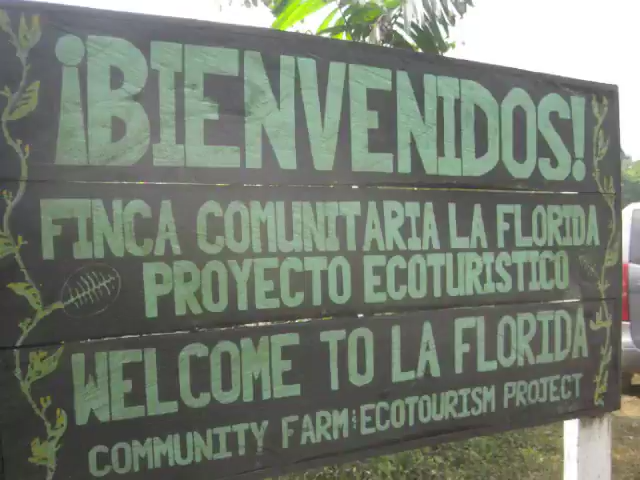 ¡BIENVENIDOS!
FINCA COMUNITARIA LA FLORIDA
PROYECTO ECOTURISTICO
WELCOME TO LA FLORIDA
COMMUNITY FARM & ECOTOURISM PROJECT